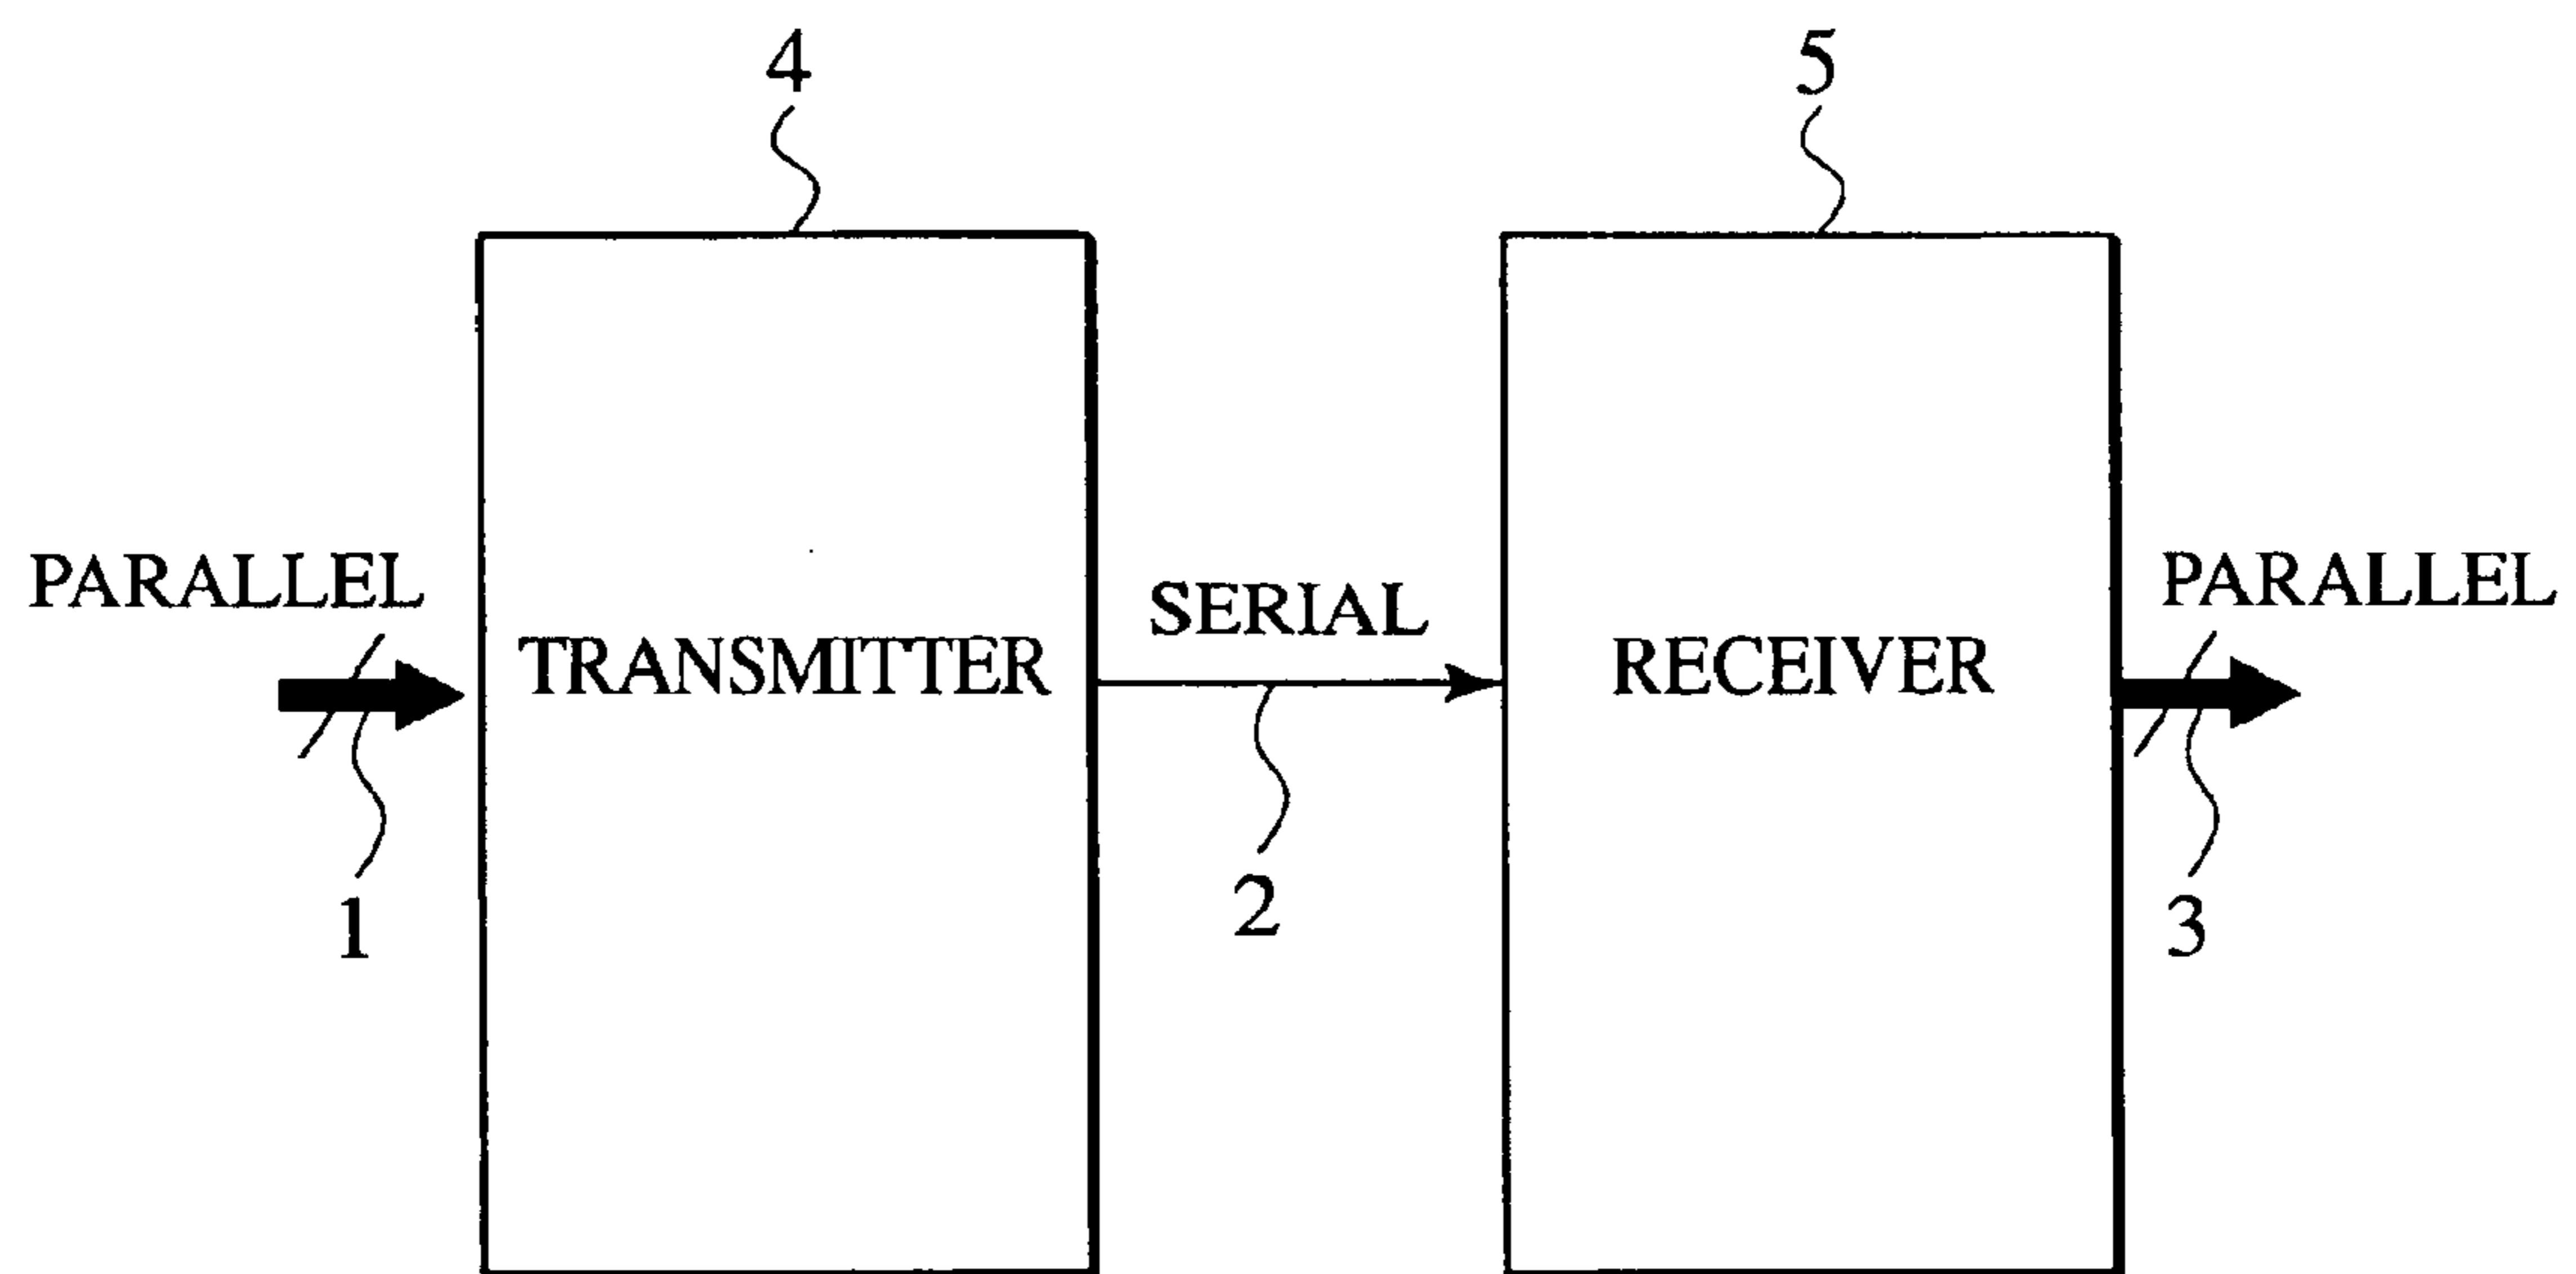 4
5
PARALLEL
TRANSMITTER
SERIAL
RECEIVER
PARALLEL
1
2
3